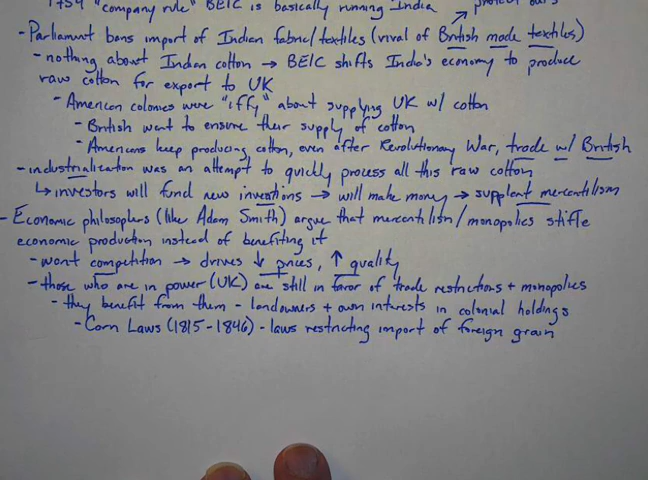 "company rule" BEIC is basically running India
- Parliament bans import of Indian fabric/textiles (rival of British made textiles)
- nothing about Indian cotton → BEIC shifts India's economy to produce
raw cotton for export to UK
- American colonies were "iffy" about supplying UK w/ cotton
- British want to ensure their supply of cotton
- Americans keep producing cotton, even after Revolutionary War, trade w/ British
- industrialization was an attempt to quickly process all this raw cotton
↳ investors will fund new inventions → will make money → supplant mercantilism
- Economic philosophers (like Adam Smith) argue that mercantilism/monopolies stifle
economic production instead of benefiting it
- want competition → drives ↓ prices, ↑ quality
- those who are in power (UK) are still in favor of trade restrictions + monopolies
- they benefit from them - landowners + own interests in colonial holdings
- Corn Laws (1815-1846) - laws restricting import of foreign grain